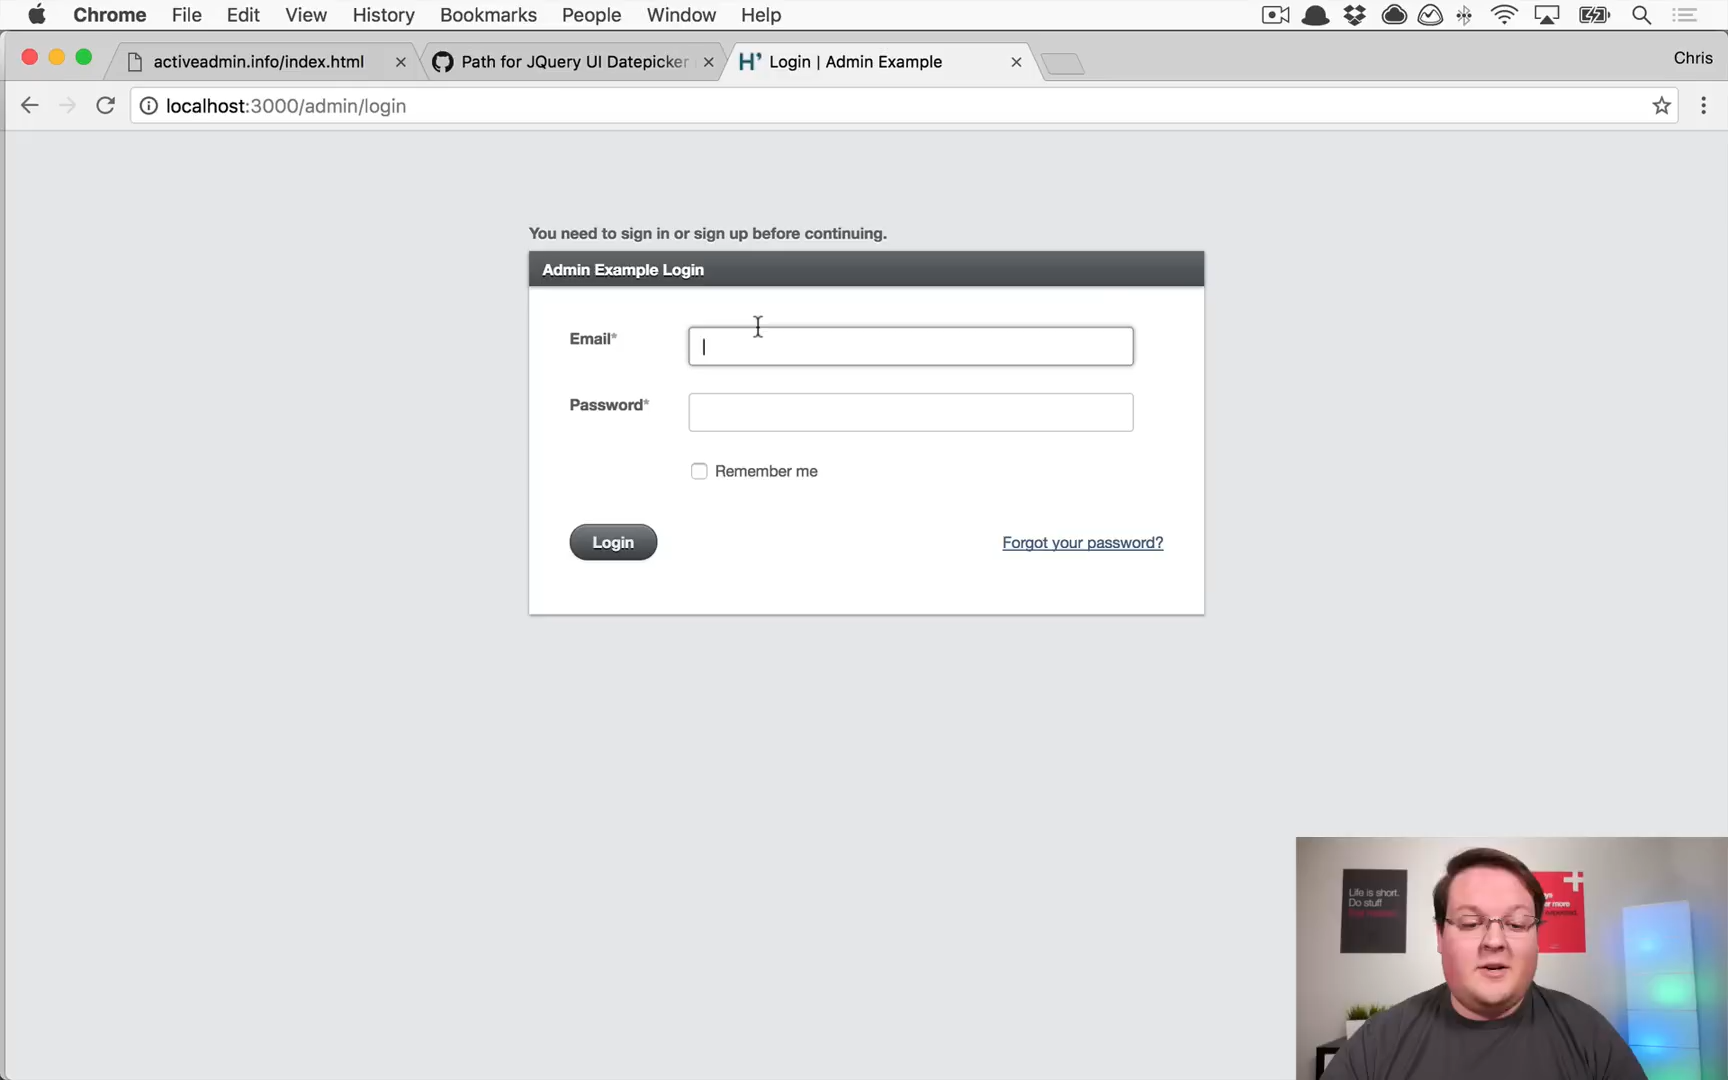 Chrome File Edit View History Bookmarks People Window Help
activeadmin.info/index.html
Path for JQuery UI Datepicker
Login | Admin Example
Chris
localhost:3000/admin/login
You need to sign in or sign up before continuing.
Admin Example Login
Email*
Password*
Remember me
Login
Forgot your password?
Life is short.
Do stuff